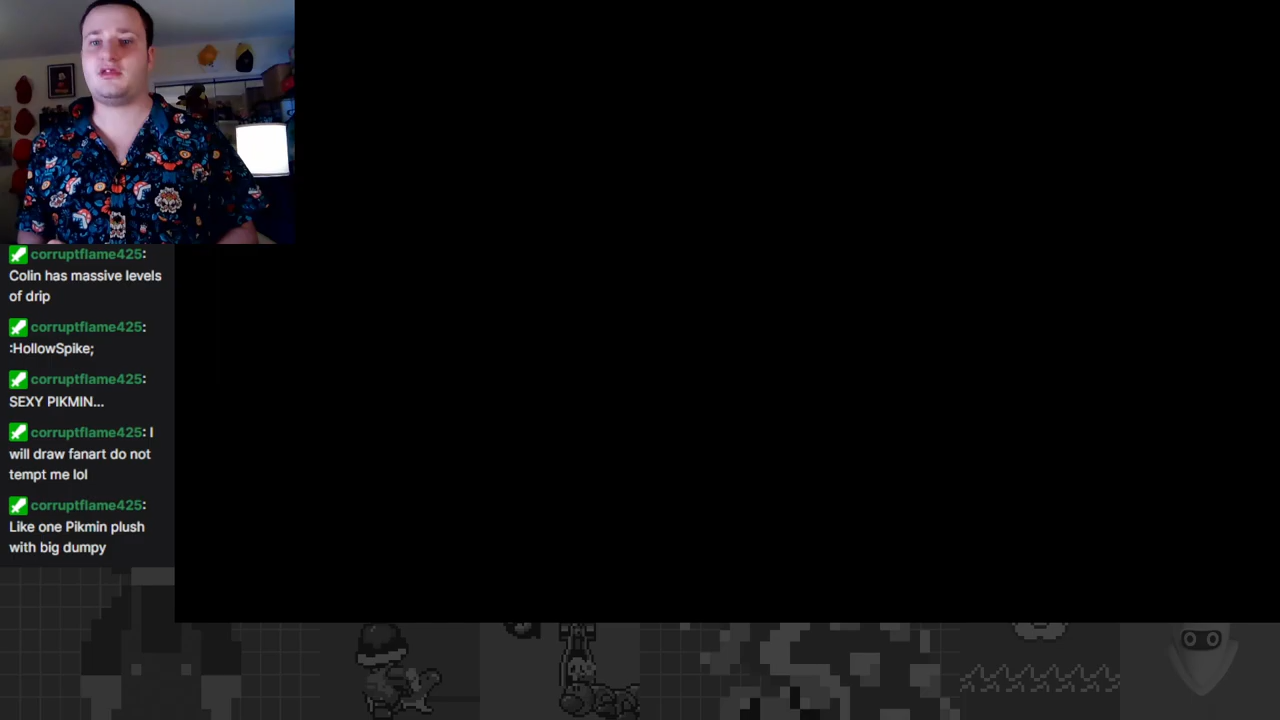 corruptflame425:
Colin has massive levels
of drip
corruptflame425:
:HollowSpike;
corruptflame425:
SEXY PIKMIN...
corruptflame425: I
will draw fanart do not
tempt me lol
corruptflame425:
Like one Pikmin plush
with big dumpy